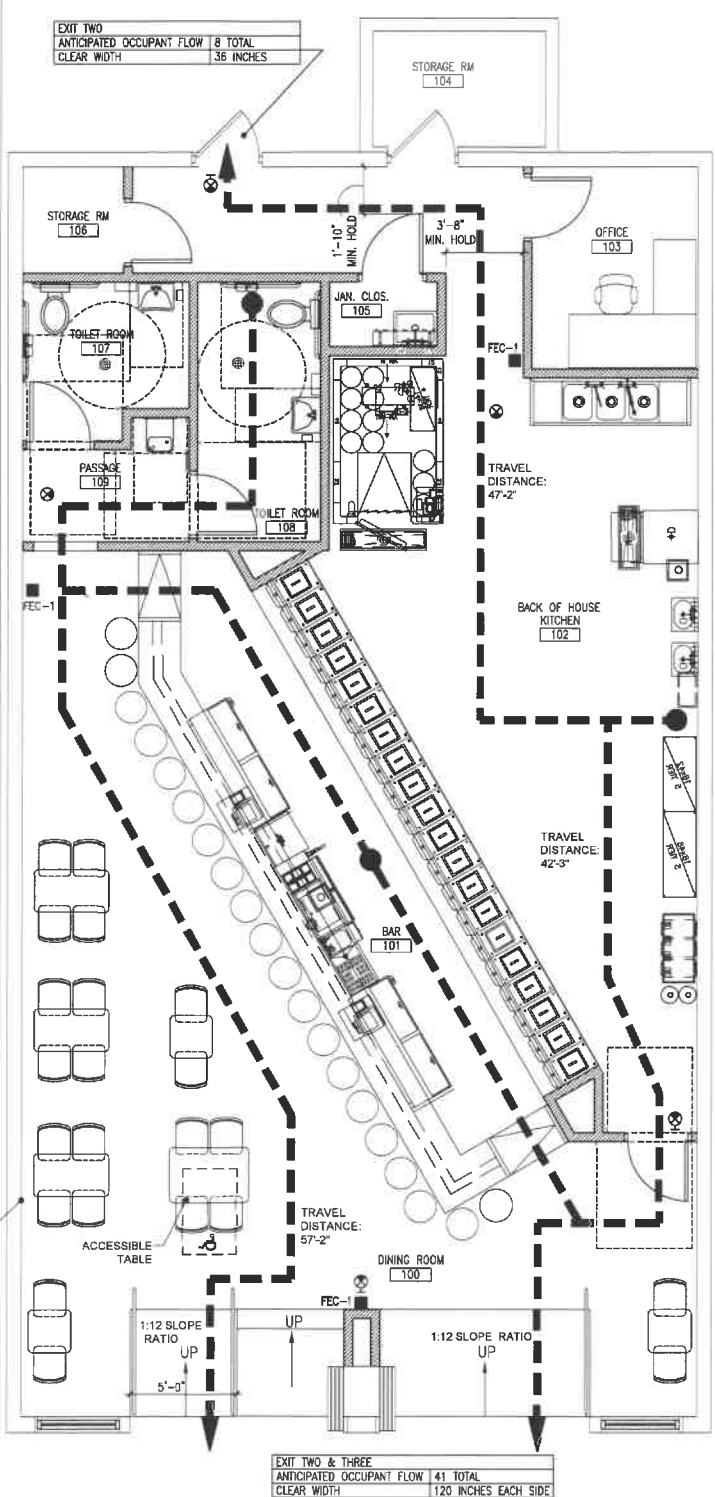 EXIT TWO
ANTICIPATED OCCUPANT FLOW 8 TOTAL
CLEAR WIDTH 36 INCHES
STORAGE RM
104
STORAGE RM
106
1'-10"
MIN. HOLD
3'-8"
MIN. HOLD
OFFICE
103
JAN. CLOS.
105
TOILET ROOM
107
FEC-1
PASSAGE
109
TOILET ROOM
108
TRAVEL
DISTANCE:
47'-2"
FEC-1
BACK OF HOUSE
KITCHEN
102
TRAVEL
DISTANCE:
42'-3"
BAR
101
ACCESSIBLE
TABLE
TRAVEL
DISTANCE:
57'-2"
DINING ROOM
100
FEC-1
1:12 SLOPE
RATIO
UP
UP
1:12 SLOPE RATIO
UP
5'-0"
EXIT TWO & THREE
ANTICIPATED OCCUPANT FLOW 41 TOTAL
CLEAR WIDTH 120 INCHES EACH SIDE